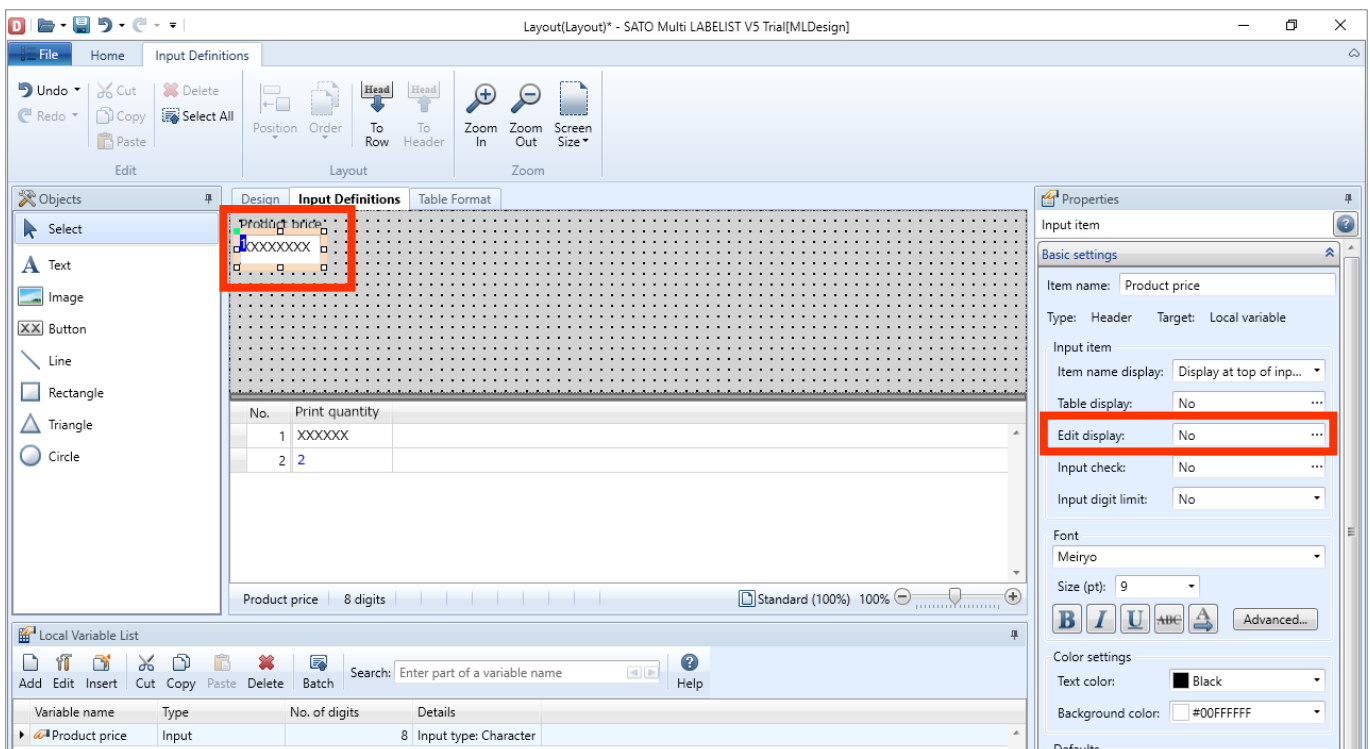 Layout(Layout)* - SATO Multi LABELIST V5 Trial[MLDesign]
File Home Input Definitions
Undo Cut Delete
Redo Copy Select All
Paste
Position Order To Row To Header Zoom In Zoom Out Screen Size
Head Head
Edit Layout Zoom
Objects
Select
Text
Image
XX Button
Line
Rectangle
Triangle
Circle
Design Input Definitions Table Format
Product price
1XXXXXXX
No. Print quantity
1 XXXXXX
2 2
Product price 8 digits Standard (100%) 100%
Local Variable List
Add Edit Insert Cut Copy Paste Delete Batch Search: Enter part of a variable name Help
Variable name Type No. of digits Details
Product price Input 8 Input type: Character
Properties
Input item
Basic settings
Item name: Product price
Type: Header Target: Local variable
Input item
Item name display: Display at top of inp...
Table display: No ...
Edit display: No ...
Input check: No ...
Input digit limit: No
Font
Meiryo
Size (pt): 9
B I U ABC A Advanced...
Color settings
Text color: Black
Background color: #00FFFFFF
Defaults